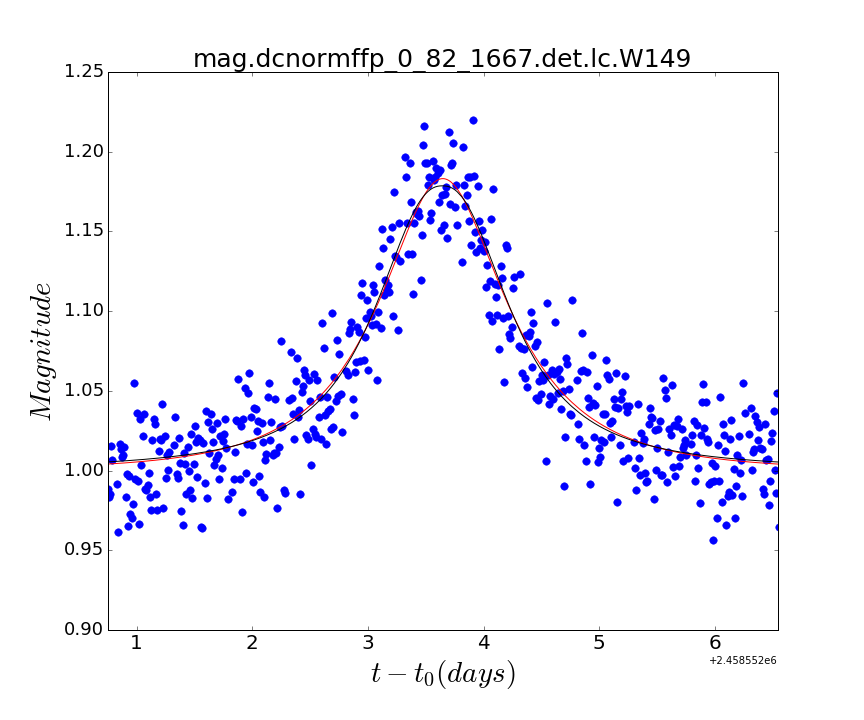 mag.dcnormffp_0_82_1667.det.lc.W149
1.25
1.20
1.15
1.10
1.05
1.00
0.95
0.90
Magnitude
1 2 3 4 5 6
+2.458552e6
t − t₀(days)